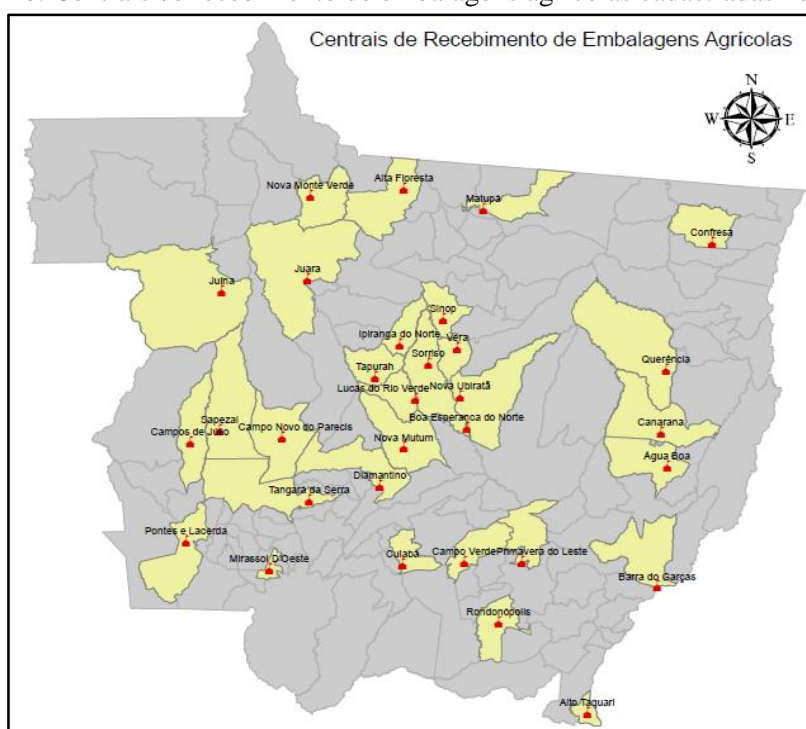 Centrais de Recebimento de Embalagens Agrícolas
N
W E
S
Nova Monte Verde
Alta Floresta
Matupá
Confresa
Juína
Juara
Sinop
Ipiranga do Norte
Vera
Sorriso
Tapurah
Querência
Lucas do Rio Verde
Nova Ubiratã
Boa Esperança do Norte
Sapezal
Campos de Júlio
Campo Novo do Parecis
Nova Mutum
Canarana
Água Boa
Diamantino
Tangará da Serra
Pontes e Lacerda
Mirassol D'Oeste
Cuiabá
Campo Verde
Primavera do Leste
Barra do Garças
Rondonópolis
Alto Taquari